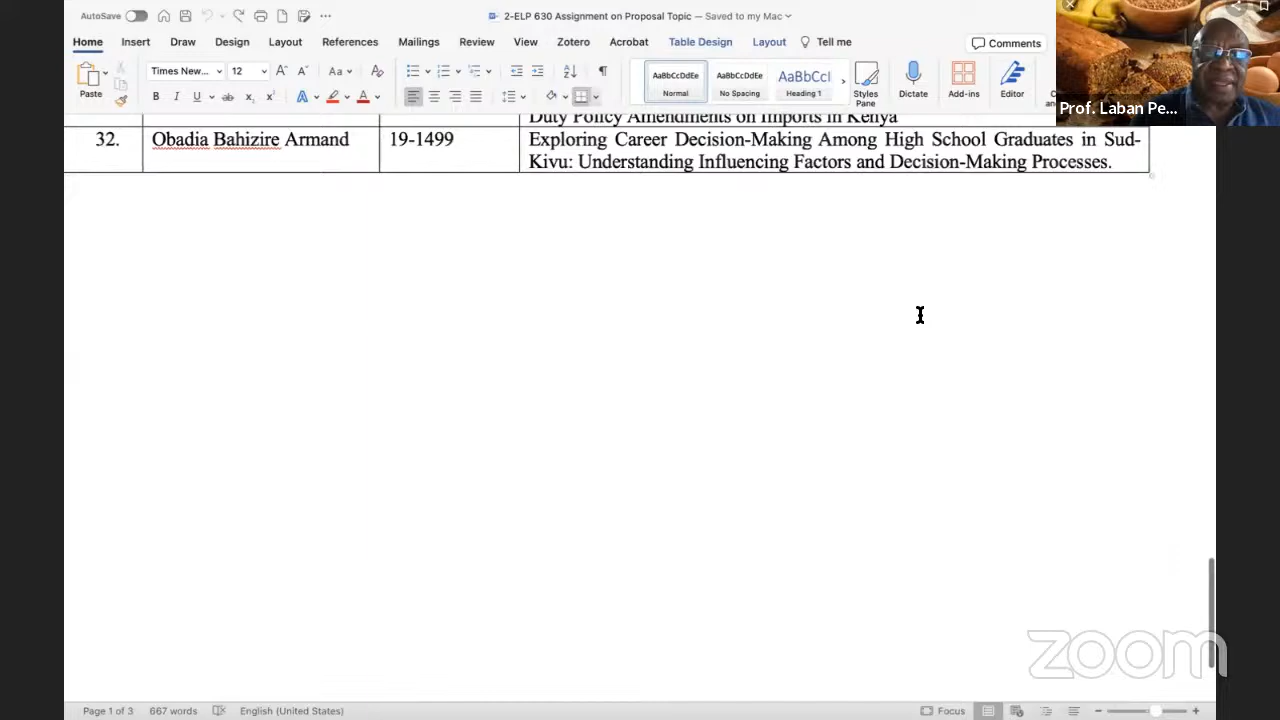 AutoSave
2-ELP 630 Assignment on Proposal Topic — Saved to my Mac
Home Insert Draw Design Layout References Mailings Review View Zotero Acrobat Table Design Layout Tell me
Comments
Paste
Times New... 12
Aa
AaBbCcDdEe AaBbCcDdEe AaBbCcI
Normal No Spacing Heading 1
Styles
Pane
Dictate
Add-ins
Editor
Prof. Laban Pe...
Duty Policy Amendments on Imports in Kenya
32. Obadia Bahizire Armand 19-1499 Exploring Career Decision-Making Among High School Graduates in Sud-
Kivu: Understanding Influencing Factors and Decision-Making Processes.
zoom
Page 1 of 3 667 words English (United States) Focus